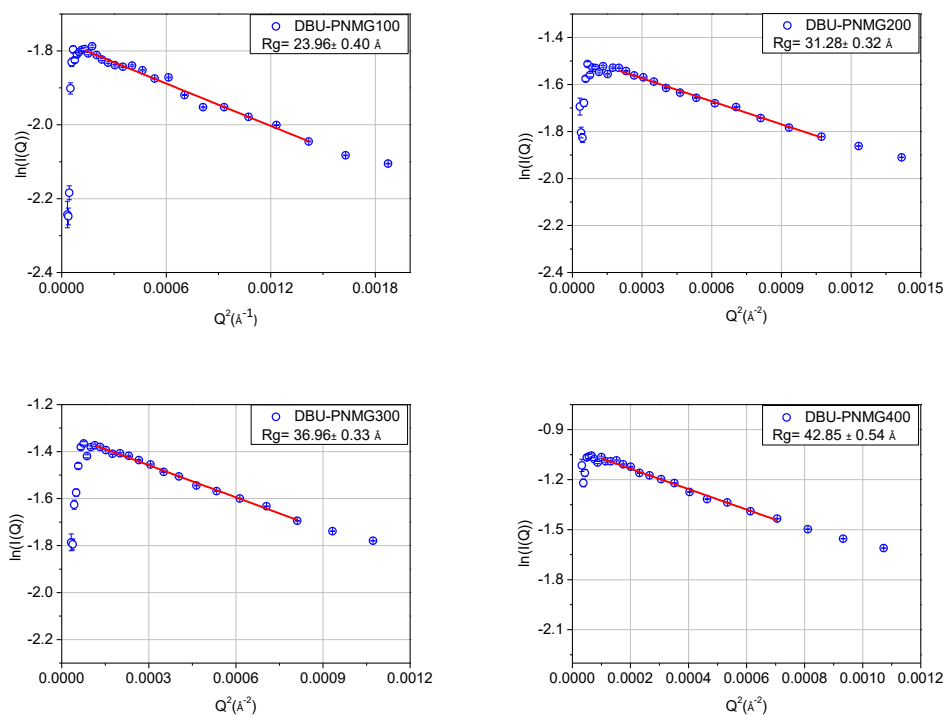 DBU-PNMG100
Rg= 23.96± 0.40 Å
-1.8
-2.0
-2.2
-2.4
ln(I(Q))
0.0000 0.0006 0.0012 0.0018
Q²(Å⁻¹)
DBU-PNMG200
Rg= 31.28± 0.32 Å
-1.4
-1.6
-1.8
-2.0
-2.2
-2.4
ln(I(Q))
0.0000 0.0003 0.0006 0.0009 0.0012 0.0015
Q²(Å⁻²)
DBU-PNMG300
Rg= 36.96± 0.33 Å
-1.2
-1.4
-1.6
-1.8
-2.0
-2.2
ln(I(Q))
0.0000 0.0003 0.0006 0.0009 0.0012
Q²(Å⁻²)
DBU-PNMG400
Rg= 42.85 ± 0.54 Å
-0.9
-1.2
-1.5
-1.8
-2.1
ln(I(Q))
0.0000 0.0002 0.0004 0.0006 0.0008 0.0010 0.0012
Q²(Å⁻²)